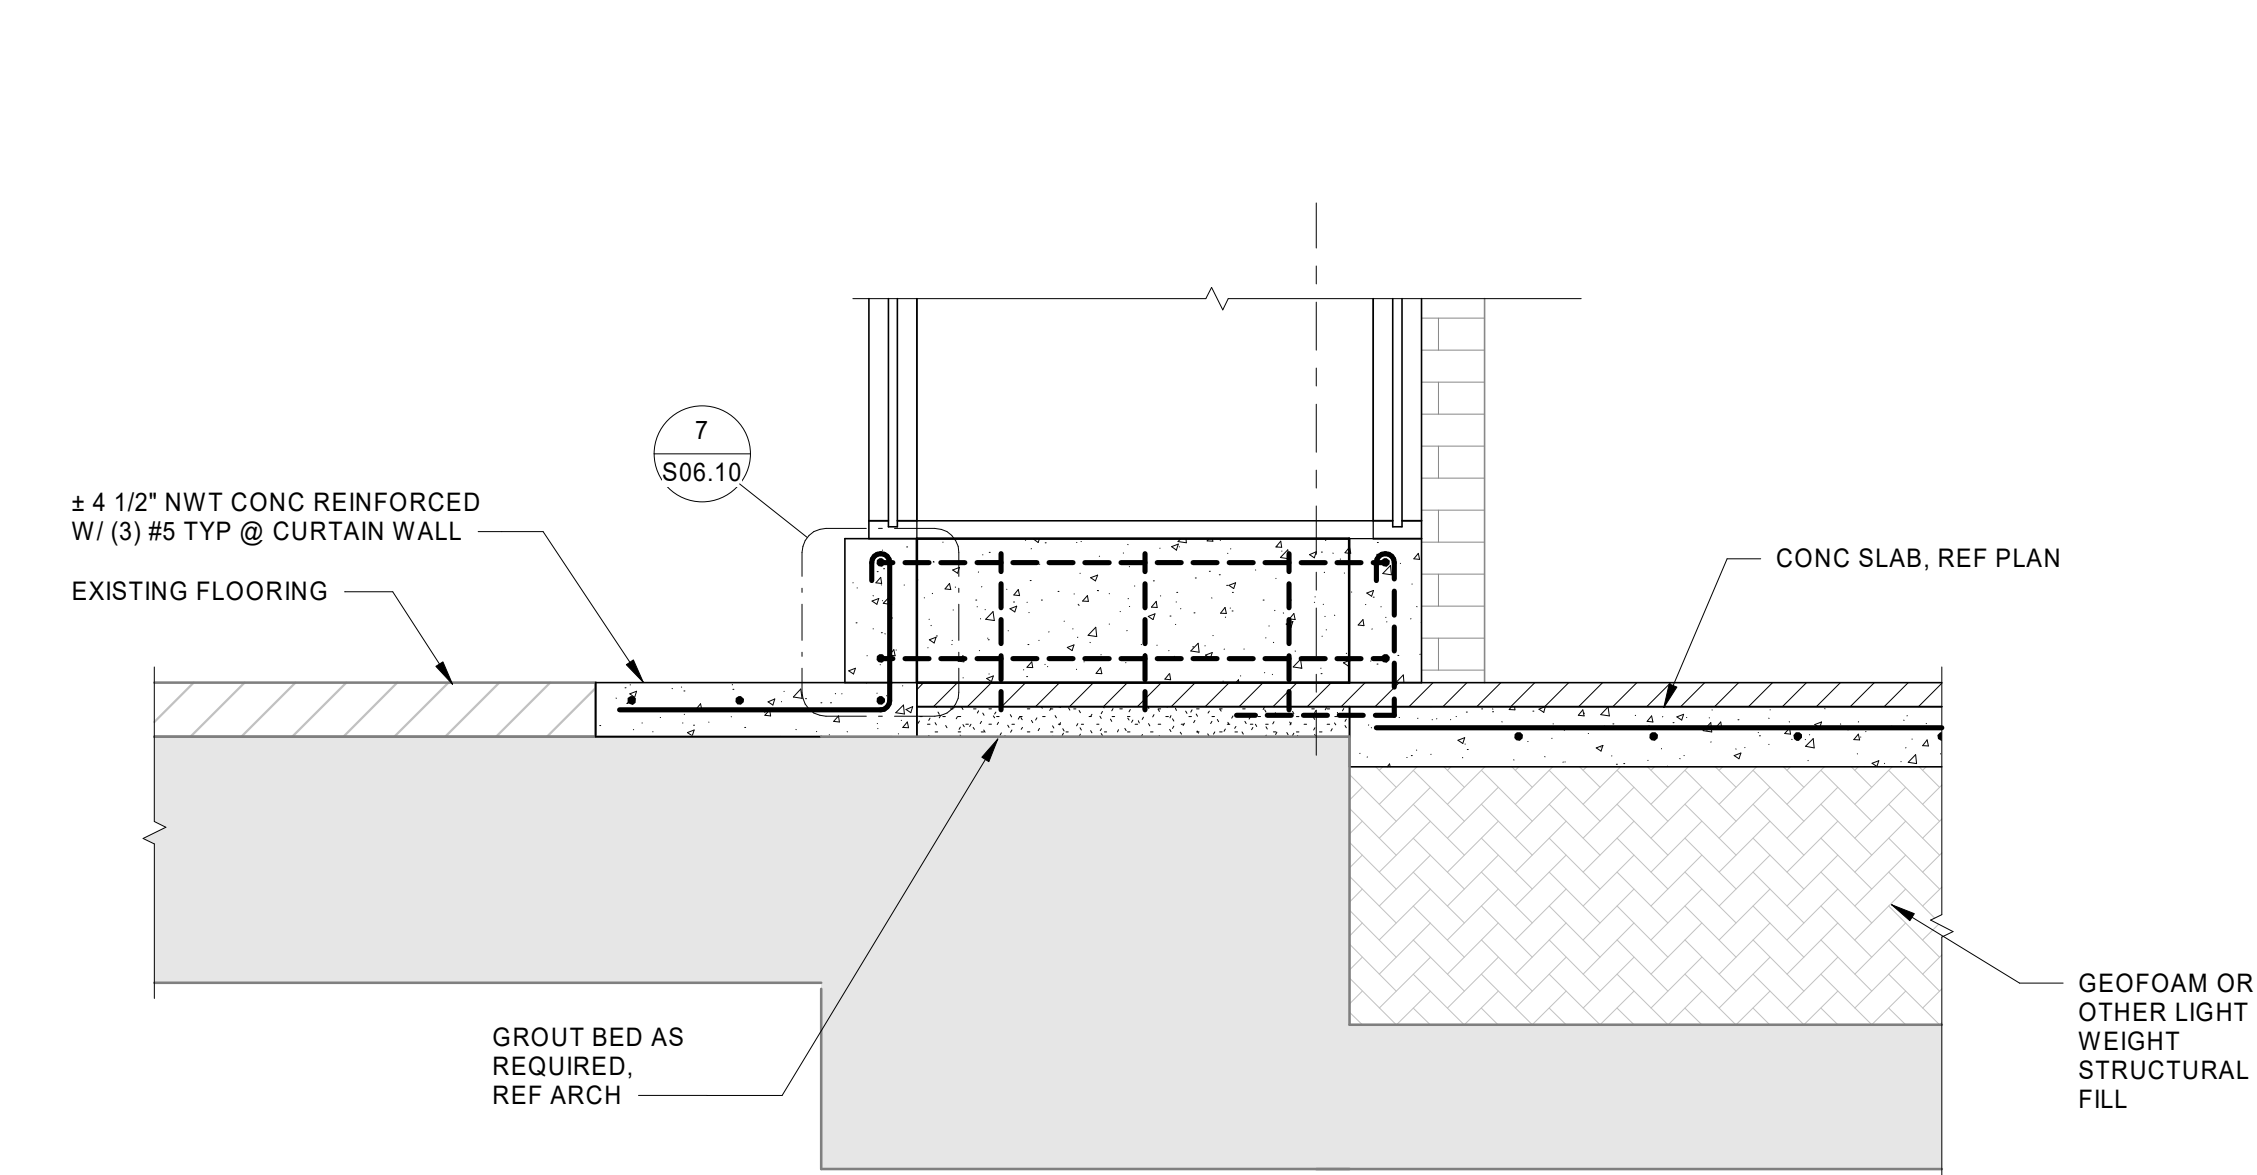 7
S06.10
± 4 1/2" NWT CONC REINFORCED
W/ (3) #5 TYP @ CURTAIN WALL
EXISTING FLOORING
CONC SLAB, REF PLAN
GROUT BED AS
REQUIRED,
REF ARCH
GEOFOAM OR
OTHER LIGHT
WEIGHT
STRUCTURAL
FILL